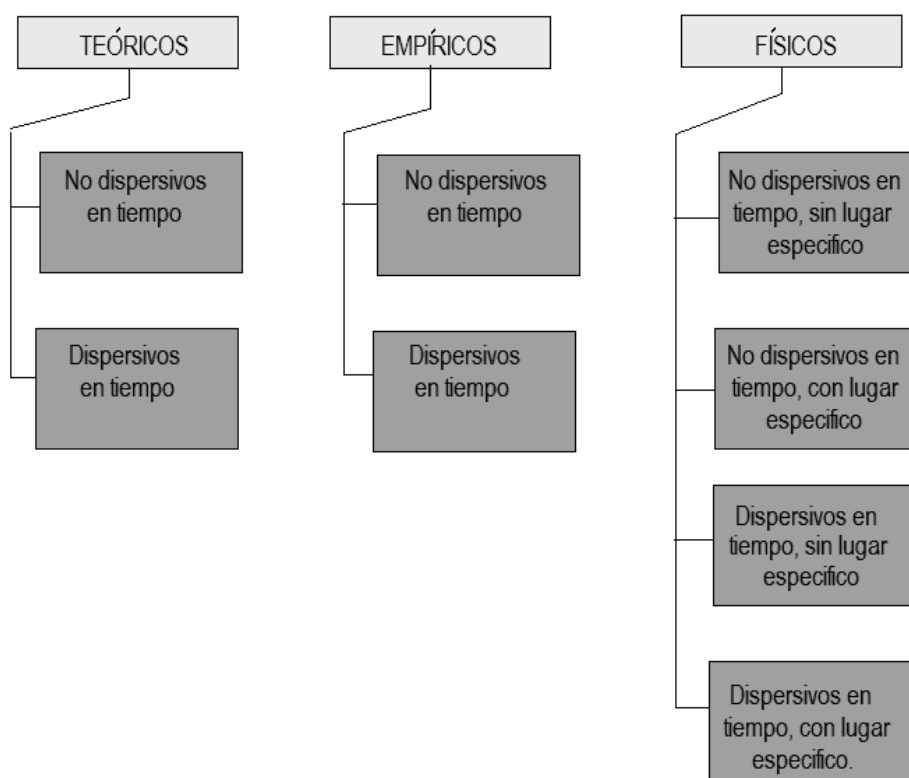 TEÓRICOS
No dispersivos
en tiempo
Dispersivos
en tiempo
EMPÍRICOS
No dispersivos
en tiempo
Dispersivos
en tiempo
FÍSICOS
No dispersivos en
tiempo, sin lugar
especifico
No dispersivos en
tiempo, con lugar
especifico
Dispersivos en
tiempo, sin lugar
especifico
Dispersivos en
tiempo, con lugar
especifico.